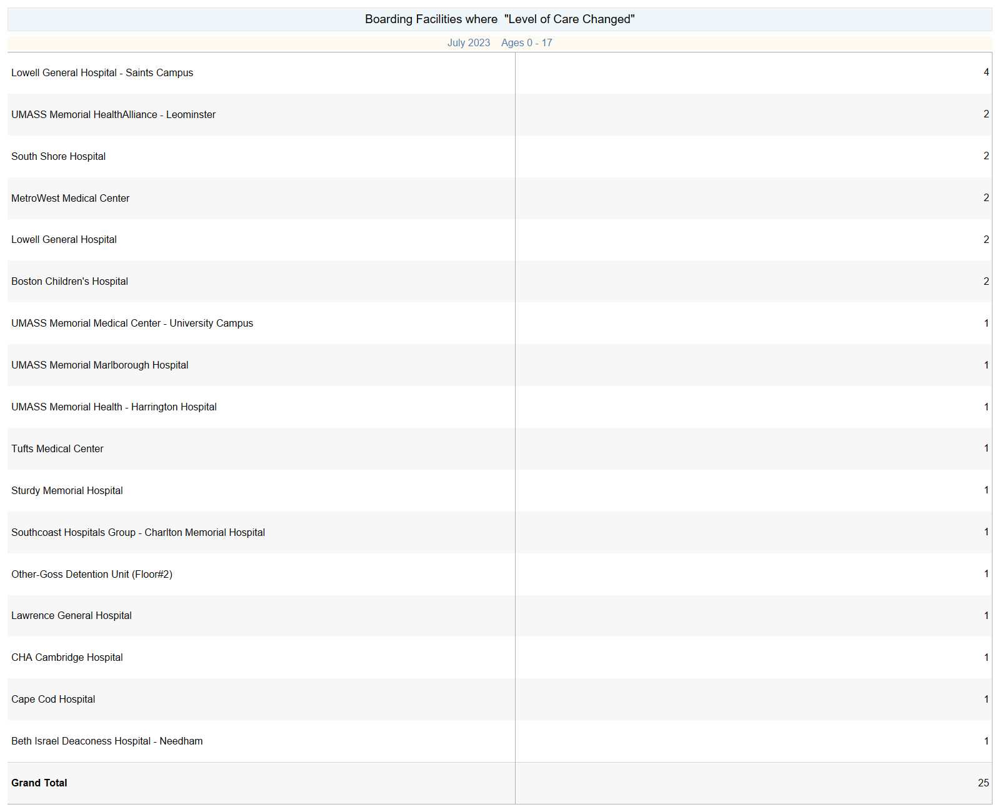 Boarding Facilities where  "Level of Care Changed"
July 2023    Ages 0 - 17
Lowell General Hospital - Saints Campus 4
UMASS Memorial HealthAlliance - Leominster 2
South Shore Hospital 2
MetroWest Medical Center 2
Lowell General Hospital 2
Boston Children's Hospital 2
UMASS Memorial Medical Center - University Campus 1
UMASS Memorial Marlborough Hospital 1
UMASS Memorial Health - Harrington Hospital 1
Tufts Medical Center 1
Sturdy Memorial Hospital 1
Southcoast Hospitals Group - Charlton Memorial Hospital 1
Other-Goss Detention Unit (Floor#2) 1
Lawrence General Hospital 1
CHA Cambridge Hospital 1
Cape Cod Hospital 1
Beth Israel Deaconess Hospital - Needham 1
Grand Total 25